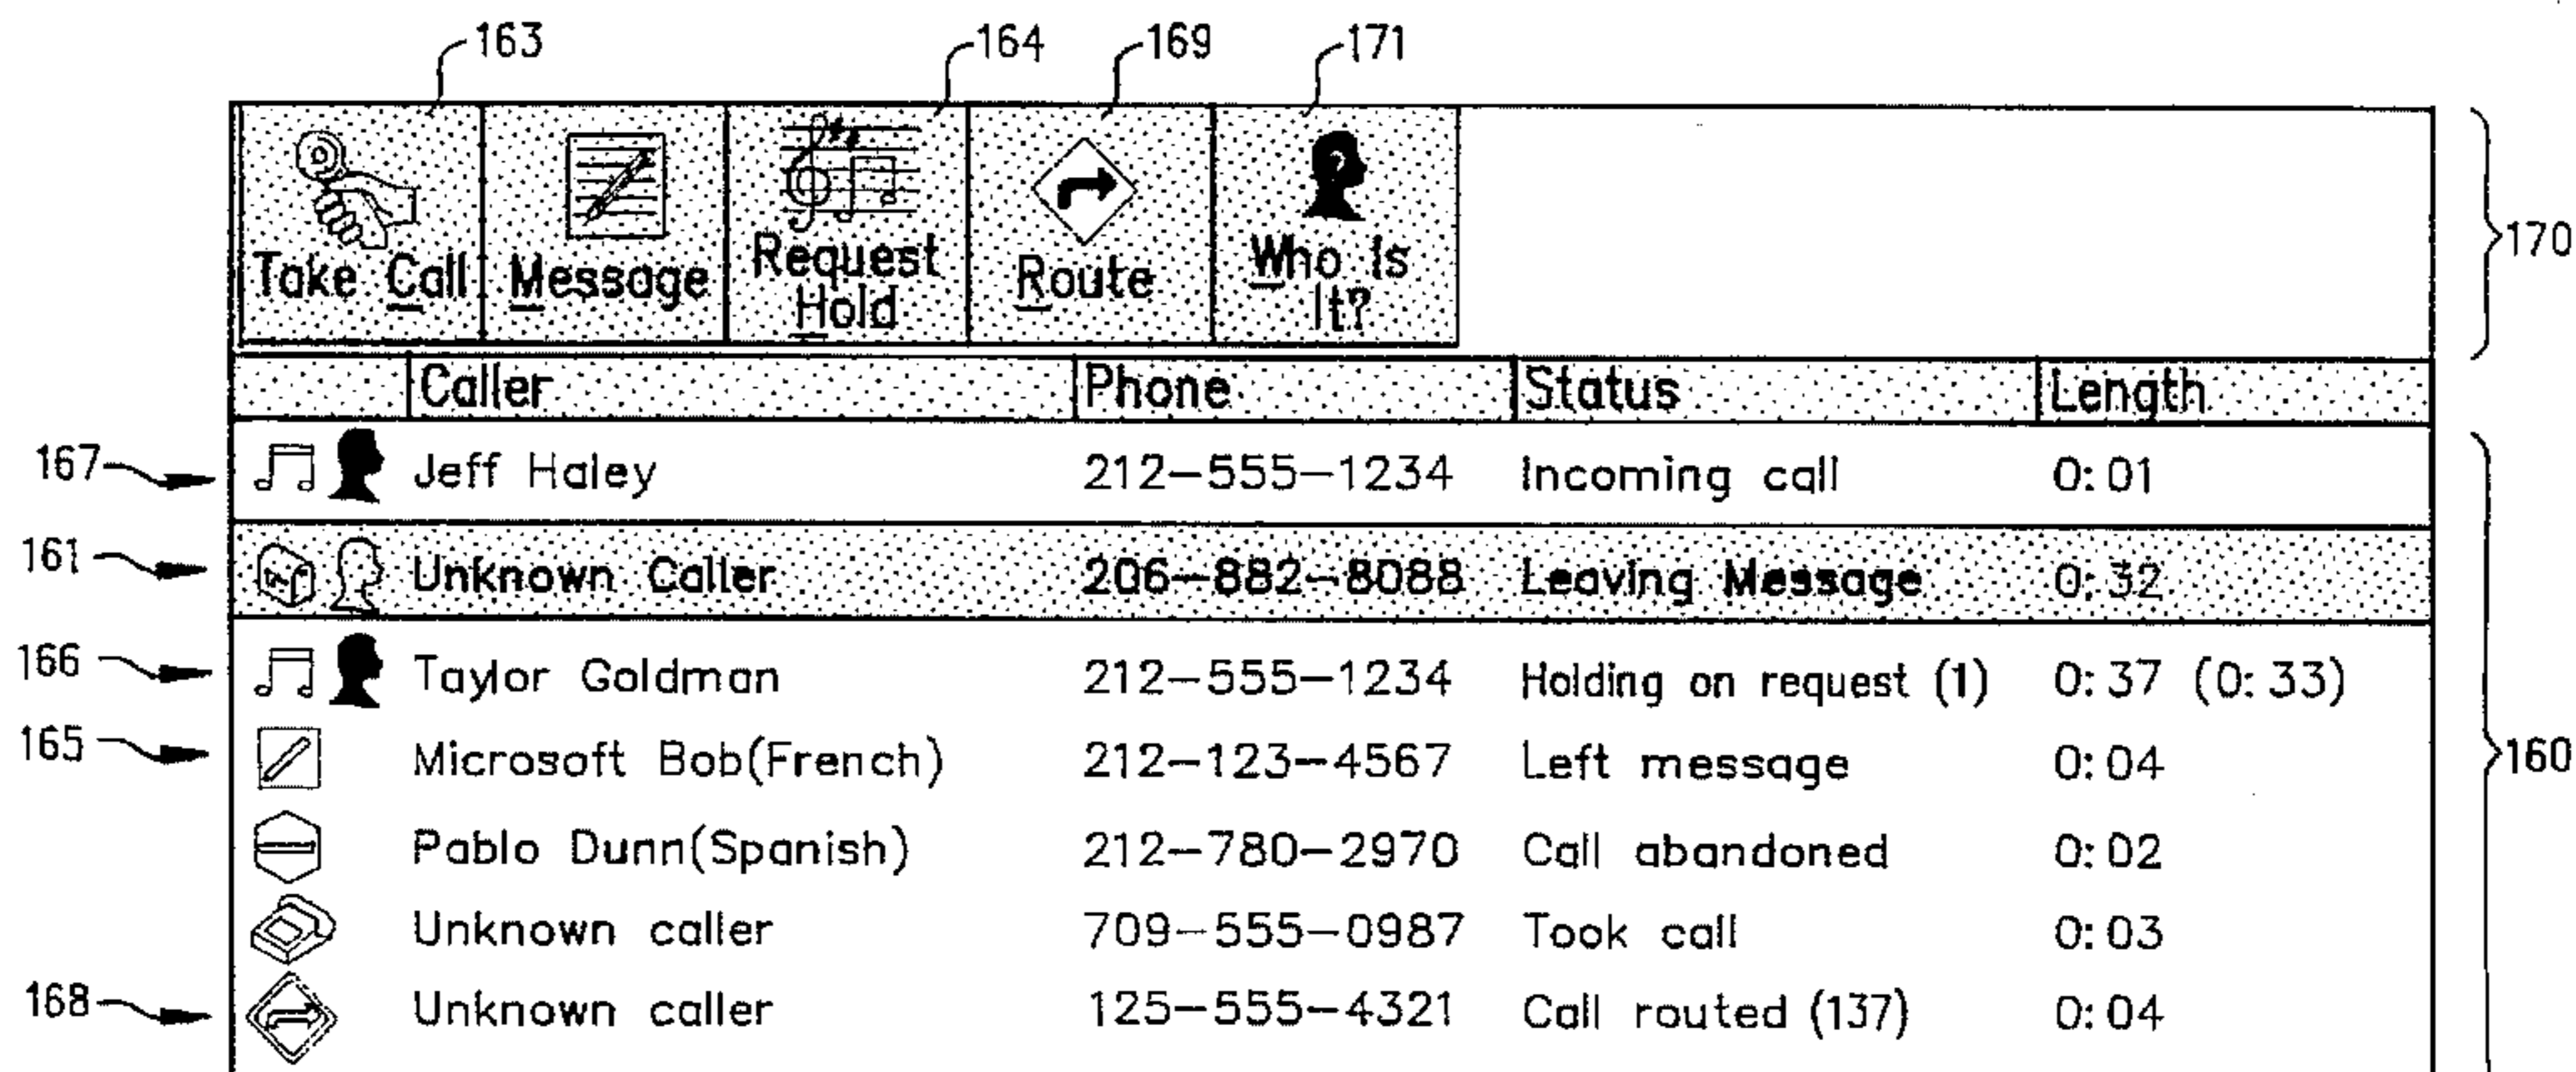 163 164 169 171
Take Call Message Request Hold Route Who Is It?
170
Caller Phone Status Length
167 Jeff Haley 212-555-1234 Incoming call 0:01
161 Unknown Caller 206-882-8088 Leaving Message 0:32
166 Taylor Goldman 212-555-1234 Holding on request (1) 0:37 (0:33)
165 Microsoft Bob(French) 212-123-4567 Left message 0:04
160
Pablo Dunn(Spanish) 212-780-2970 Call abandoned 0:02
Unknown caller 709-555-0987 Took call 0:03
168 Unknown caller 125-555-4321 Call routed (137) 0:04